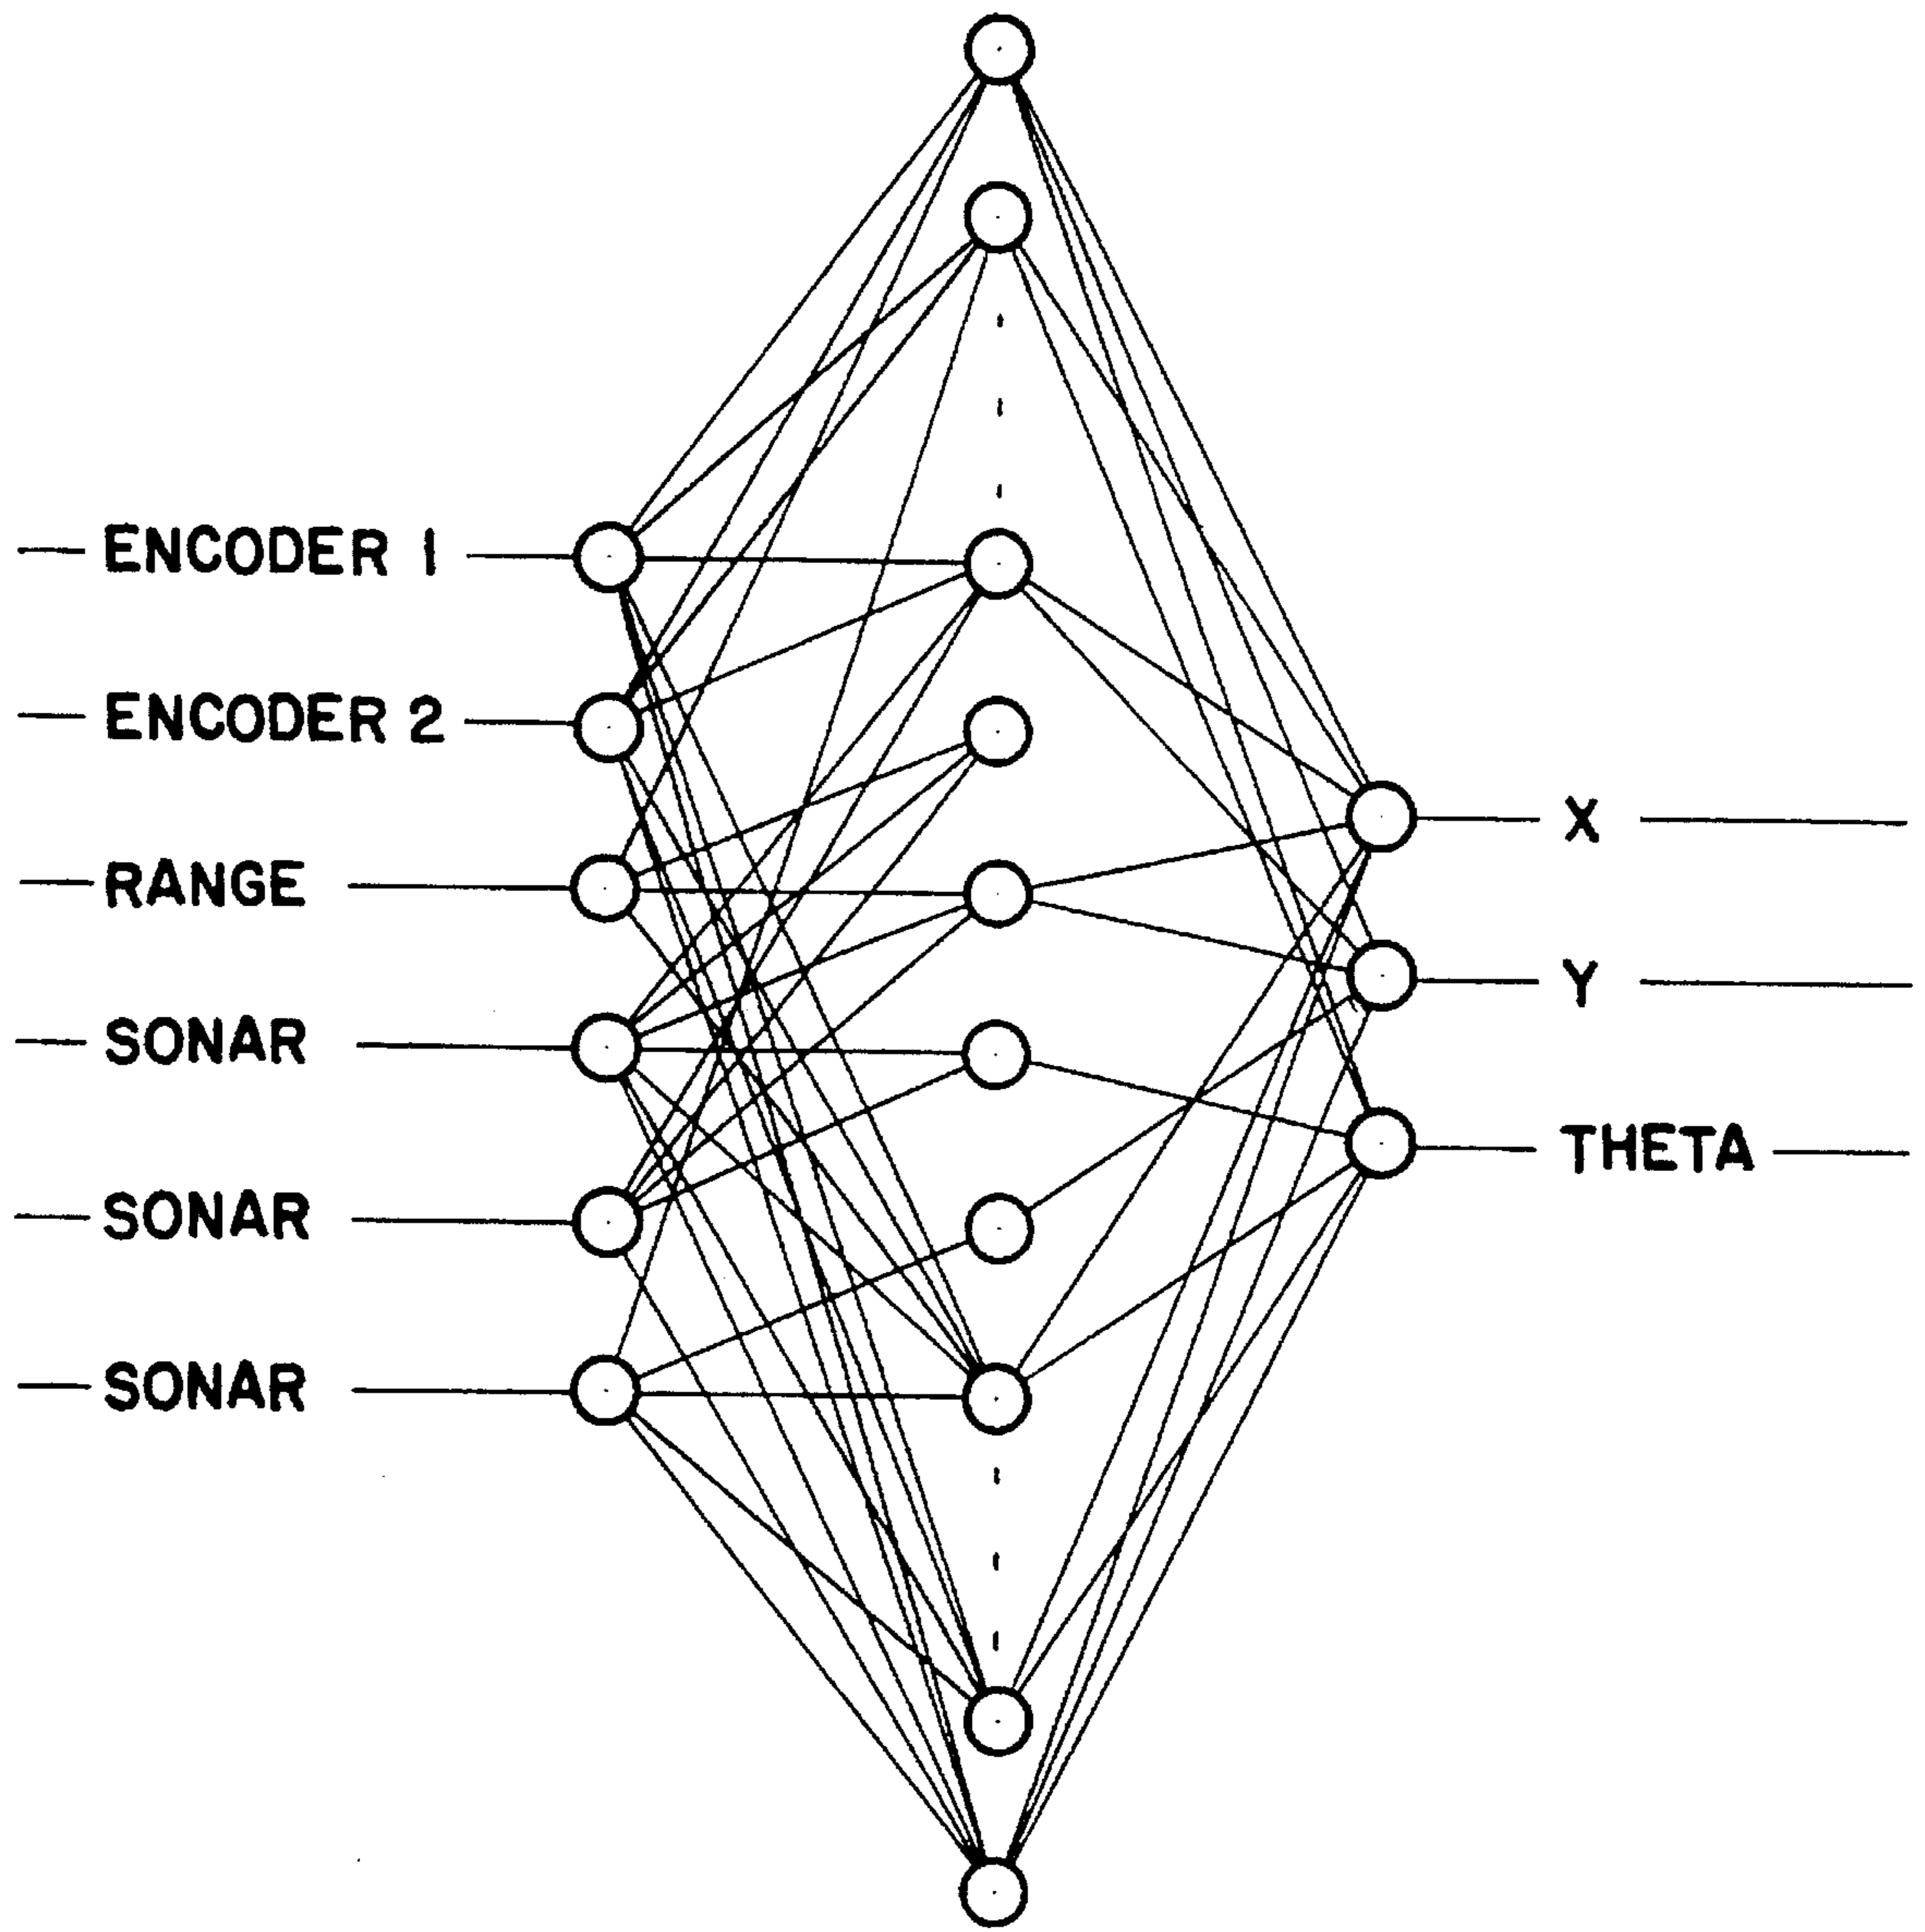 ENCODER 1
ENCODER 2
RANGE
SONAR
SONAR
SONAR
X
Y
THETA